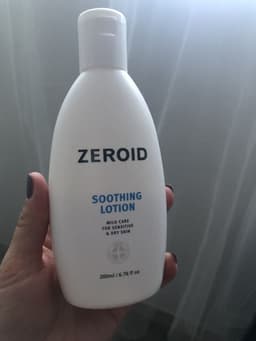 ZEROID
SOOTHING
LOTION
MILD CARE
FOR SENSITIVE
& DRY SKIN
200ml / 6.76 fl oz